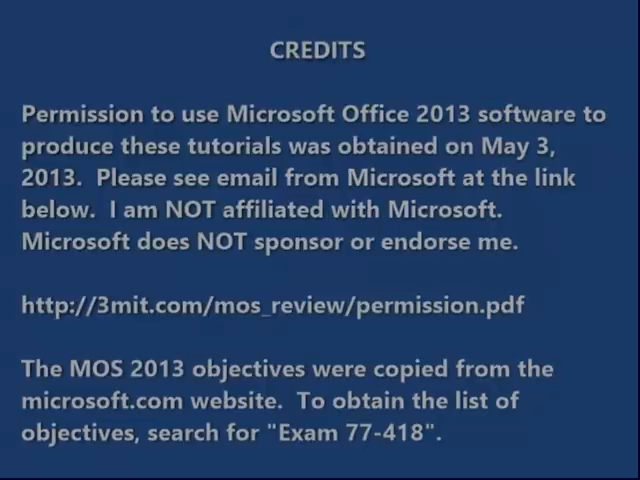 CREDITS
Permission to use Microsoft Office 2013 software to
produce these tutorials was obtained on May 3,
2013.  Please see email from Microsoft at the link
below.  I am NOT affiliated with Microsoft.
Microsoft does NOT sponsor or endorse me.
http://3mit.com/mos_review/permission.pdf
The MOS 2013 objectives were copied from the
microsoft.com website.  To obtain the list of
objectives, search for "Exam 77-418".